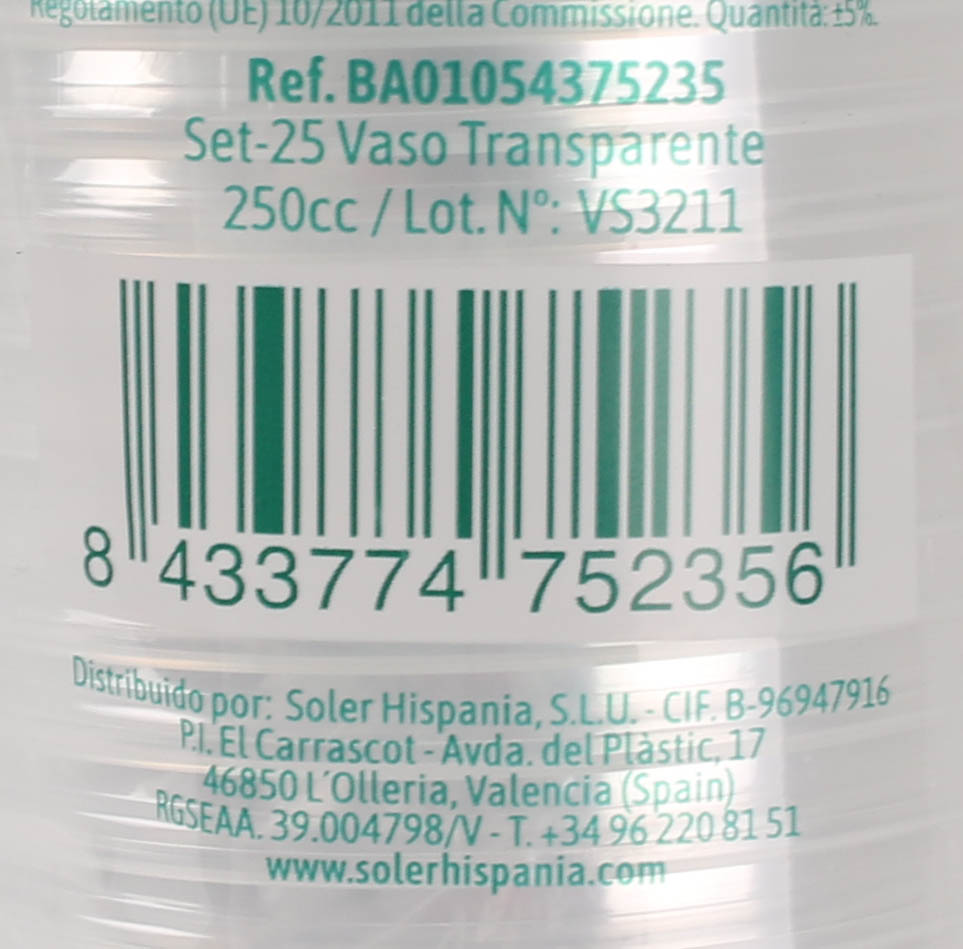 Regolamento (UE) 10/2011 della Commissione. Quantità: ±5%.
Ref. BA01054375235
Set-25 Vaso Transparente
250cc / Lot. Nº: VS3211
8 433774 752356
Distribuido por: Soler Hispania, S.L.U. - CIF. B-96947916
P.I. El Carrascot - Avda. del Plàstic, 17
46850 L´Olleria, Valencia (Spain)
RGSEAA. 39.004798/V - T. +34 96 220 81 51
www.solerhispania.com